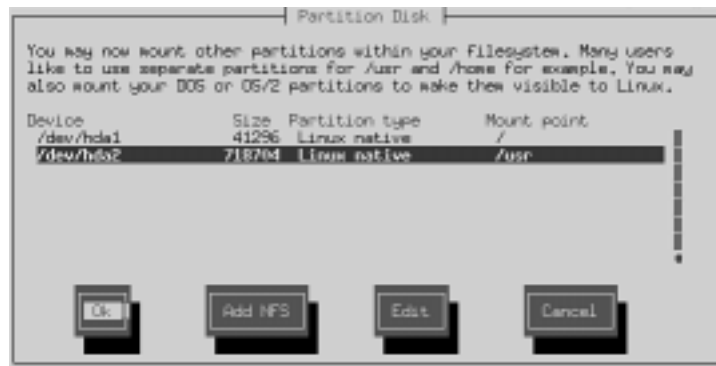 Partition Disk
You may now mount other partitions within your filesystem. Many users
like to use separate partitions for /usr and /home for example. You may
also mount your DOS or OS/2 partitions to make them visible to Linux.
Device Size Partition type Mount point
/dev/hda1 41296 Linux native /
/dev/hda2 718704 Linux native /usr
Ok Add NFS Edit Cancel